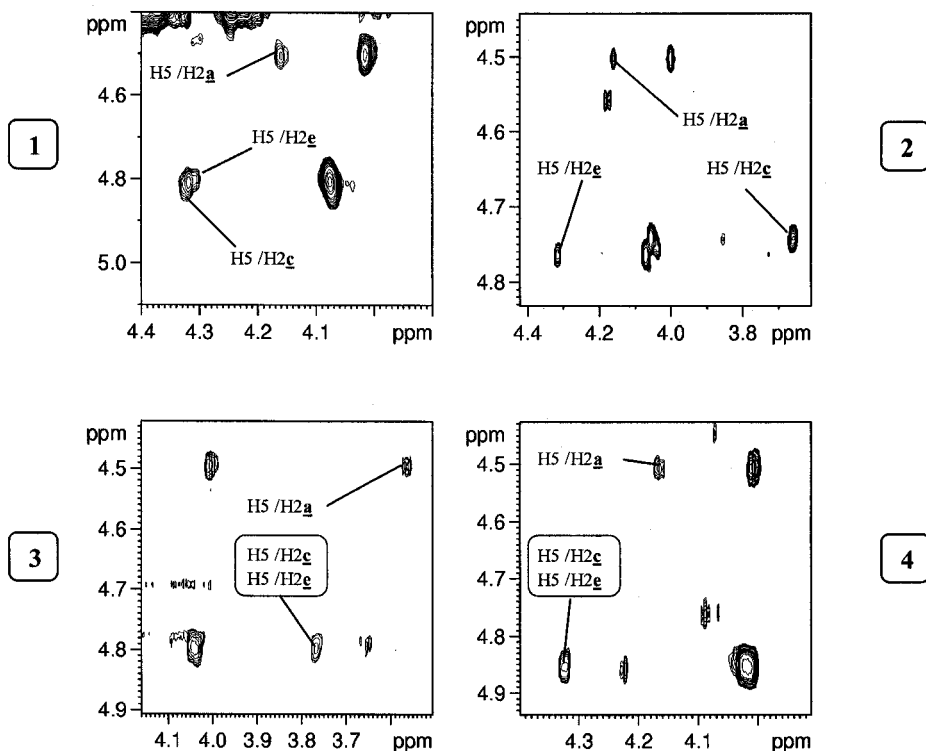 1
ppm
4.6
4.8
5.0
4.4 4.3 4.2 4.1 ppm
H5 /H2a
H5 /H2e
H5 /H2c
2
ppm
4.5
4.6
4.7
4.8
4.2 4.0 3.8 ppm
H5 /H2a
H5 /H2e
H5 /H2c
3
ppm
4.5
4.6
4.7
4.8
4.9
4.1 4.0 3.8 3.7 ppm
H5 /H2a
H5 /H2c
H5 /H2e
4
ppm
4.5
4.6
4.7
4.8
4.9
4.3 4.2 4.1 ppm
H5 /H2a
H5 /H2c
H5 /H2e